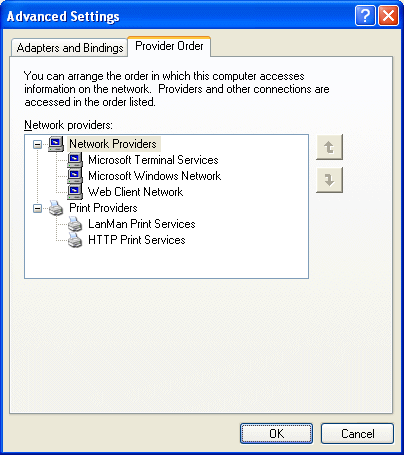 Advanced Settings
Adapters and Bindings
Provider Order
You can arrange the order in which this computer accesses
information on the network. Providers and other connections are
accessed in the order listed.
Network providers:
Network Providers
Microsoft Terminal Services
Microsoft Windows Network
Web Client Network
Print Providers
LanMan Print Services
HTTP Print Services
OK
Cancel